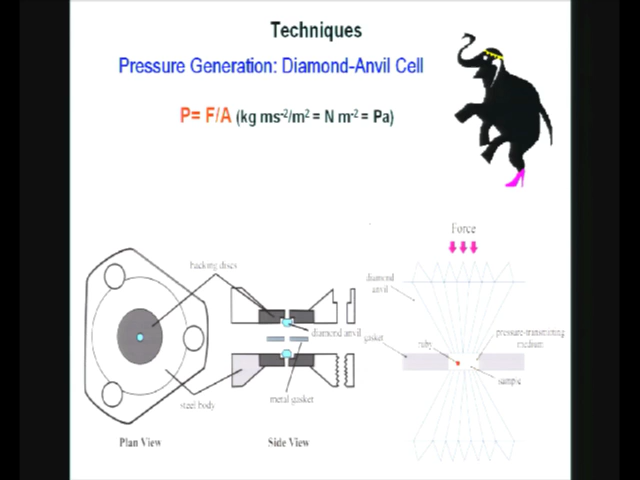 Techniques
Pressure Generation: Diamond-Anvil Cell
P= F/A (kg ms-2/m2 = N m-2 = Pa)
Force
backing discs
diamond
anvil
diamond anvil
gasket
ruby
pressure-transmitting
medium
sample
steel body
metal gasket
Plan View
Side View